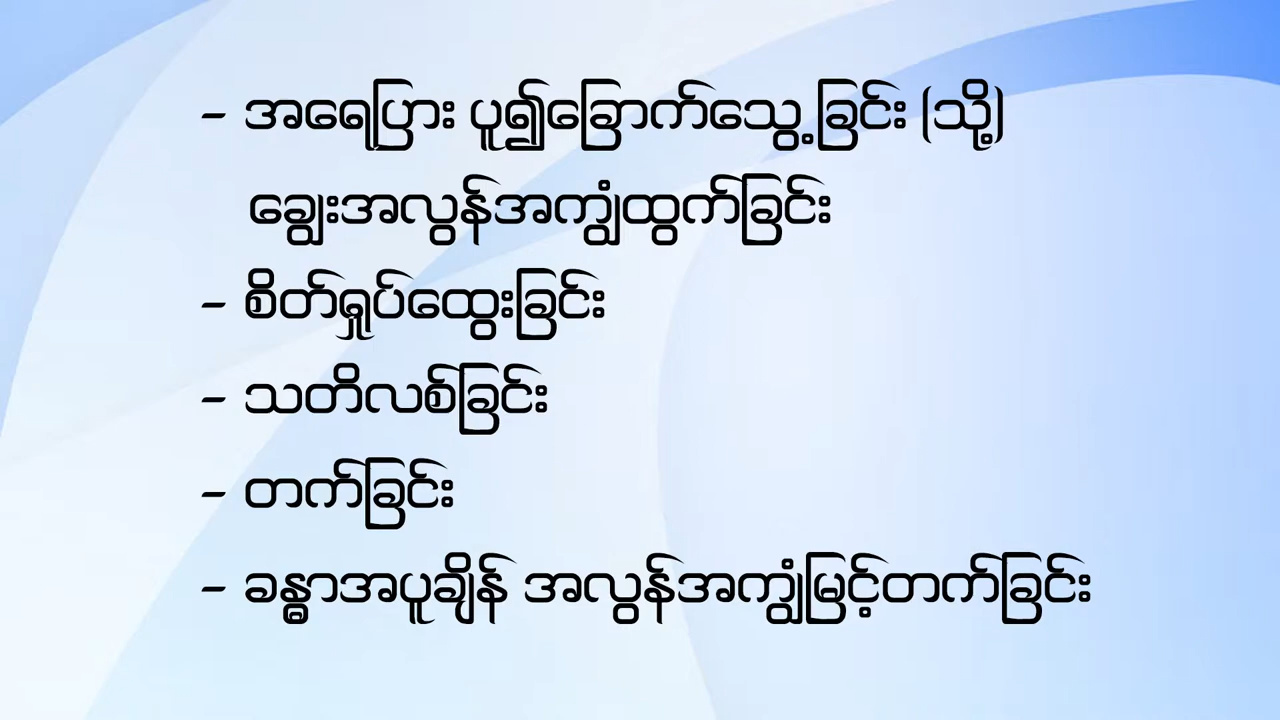 - အရေပြား ပူ၍ခြောက်သွေ့ခြင်း (သို့)
ချွေးအလွန်အကျွံထွက်ခြင်း
- စိတ်ရှုပ်ထွေးခြင်း
- သတိလစ်ခြင်း
- တက်ခြင်း
- ခန္ဓာအပူချိန် အလွန်အကျွံမြင့်တက်ခြင်း